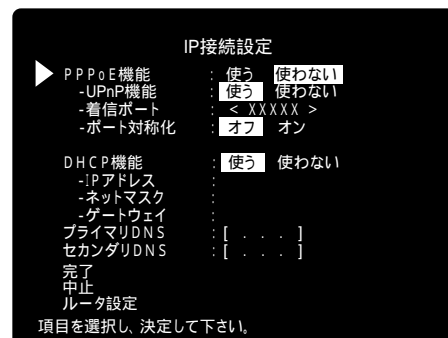 IP接続設定
PPPoE機能 : 使う 使わない
-UPnP機能 : 使う 使わない
-着信ポート : < XXXXX >
-ポート対称化 : オフ オン
DHCP機能 : 使う 使わない
-IPアドレス :
-ネットマスク :
-ゲートウェイ :
プライマリDNS : [ . . . ]
セカンダリDNS : [ . . . ]
完了
中止
ルータ設定
項目を選択し、決定して下さい。